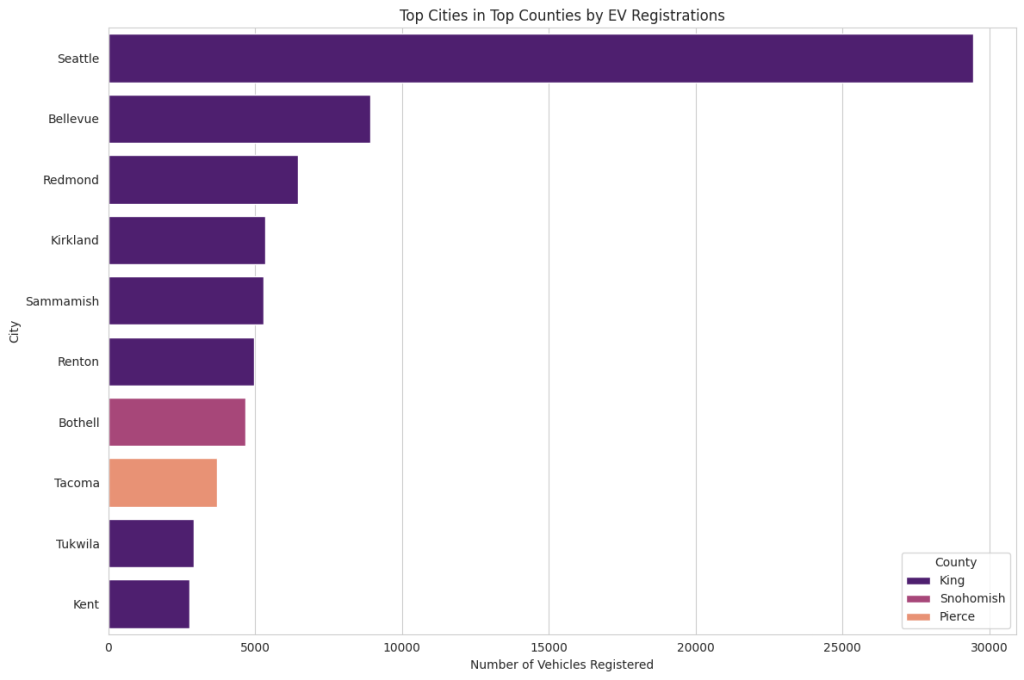 Top Cities in Top Counties by EV Registrations
Seattle
Bellevue
Redmond
Kirkland
Sammamish
Renton
Bothell
Tacoma
Tukwila
Kent
City
County
King
Snohomish
Pierce
0 5000 10000 15000 20000 25000 30000
Number of Vehicles Registered